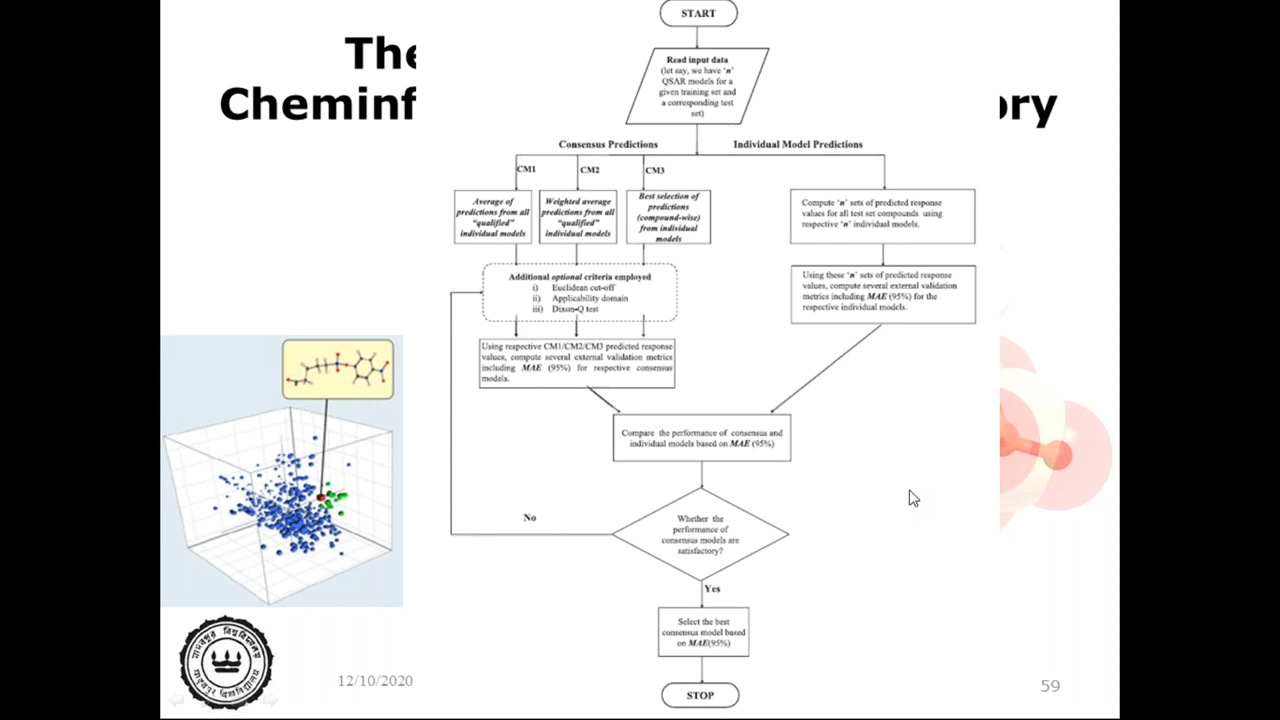 The
Cheminf
ory
START
Read input data
(let say, we have 'n'
QSAR models for a
given training set and
a corresponding test
set)
Consensus Predictions
Individual Model Predictions
CM1
CM2
CM3
Average of
predictions from all
"qualified"
individual models
Weighted average
predictions from all
"qualified"
individual models
Best selection of
predictions
(compound-wise)
from individual
models
Compute 'n' sets of predicted response
values for all test set compounds using
respective 'n' individual models.
Additional optional criteria employed
i) Euclidean cut-off
ii) Applicability domain
iii) Dixon-Q test
Using these 'n' sets of predicted response
values, compute several external validation
metrics including MAE (95%) for the
respective individual models.
Using respective CM1/CM2/CM3 predicted response
values, compute several external validation metrics
including MAE (95%) for respective consensus
models.
Compare the performance of consensus and
individual models based on MAE (95%)
No
Whether the
performance of
consensus models are
satisfactory?
Yes
Select the best
consensus model based
on MAE(95%)
STOP
যাদবপুর বিশ্ববিদ্যালয়
12/10/2020
59